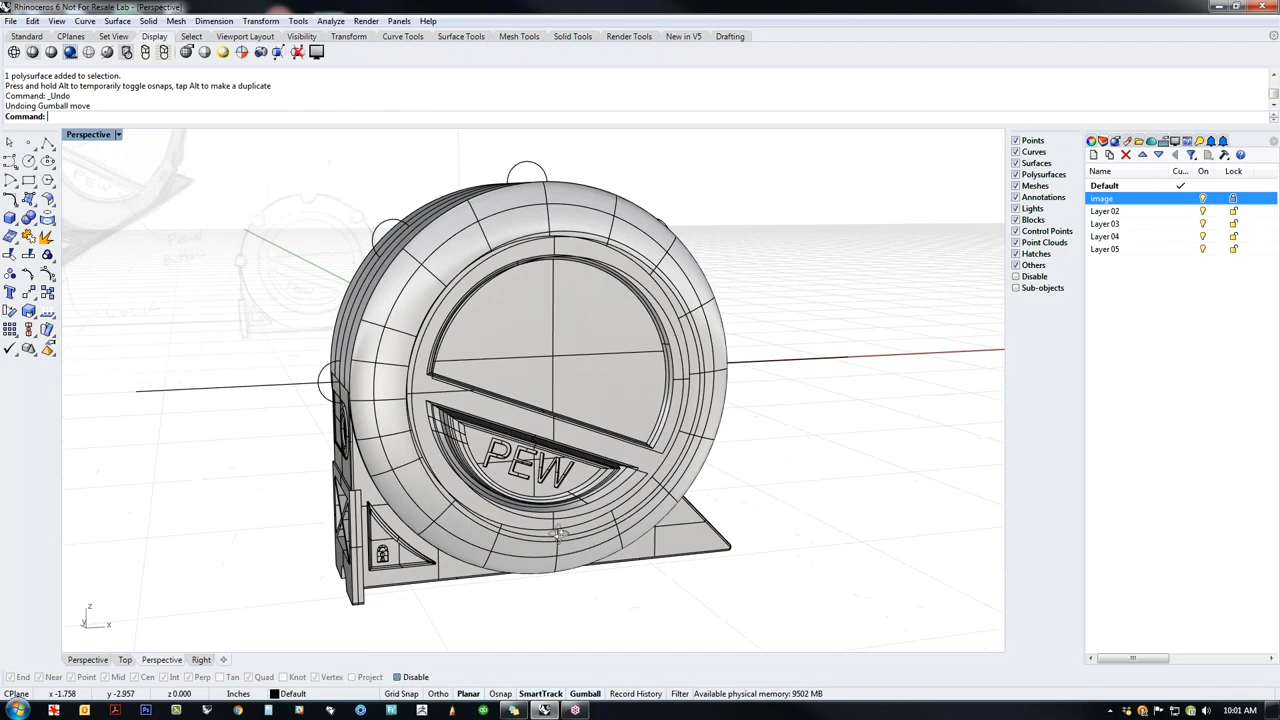 Rhinoceros 6 Not For Resale Lab - [Perspective]
File Edit View Curve Surface Solid Mesh Dimension Transform Tools Analyze Render Panels Help
Standard CPlanes Set View Display Select Viewport Layout Visibility Transform Curve Tools Surface Tools Mesh Tools Solid Tools Render Tools New in V5 Drafting
1 polysurface added to selection.
Press and hold Alt to temporarily toggle osnaps, tap Alt to make a duplicate
Command: _Undo
Undoing Gumball move
Command:
Perspective
PEW
PEW
PEW
z
y
x
Points
Curves
Surfaces
Polysurfaces
Meshes
Annotations
Lights
Blocks
Control Points
Point Clouds
Hatches
Others
Disable
Sub-objects
Name Cu... On Lock
Default
image
Layer 02
Layer 03
Layer 04
Layer 05
Perspective Top Perspective Right
End Near Point Mid Cen Int Perp Tan Quad Knot Vertex Project Disable
CPlane x -1.758 y -2.957 z 0.000 Inches Default Grid Snap Ortho Planar Osnap SmartTrack Gumball Record History Filter Available physical memory: 9502 MB
10:01 AM